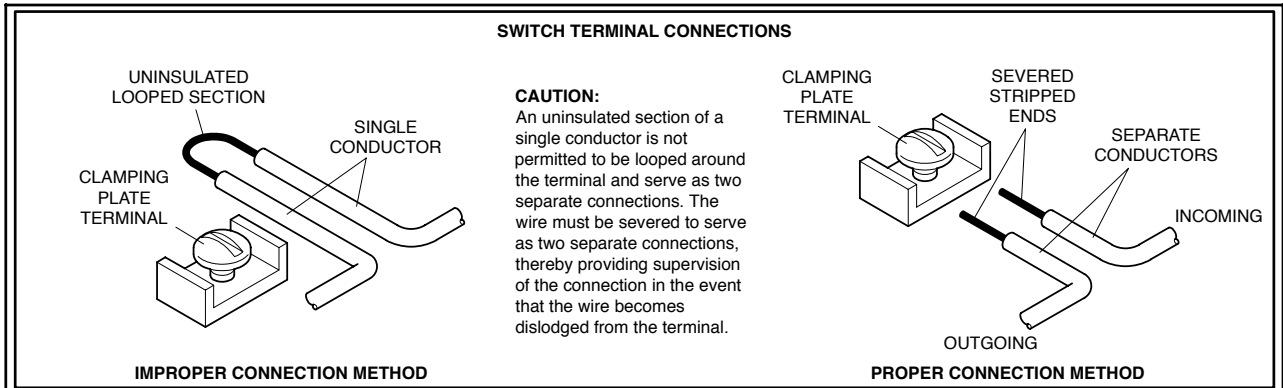 SWITCH TERMINAL CONNECTIONS
UNINSULATED
LOOPED SECTION
SINGLE
CONDUCTOR
CLAMPING
PLATE
TERMINAL
IMPROPER CONNECTION METHOD
CAUTION:
An uninsulated section of a
single conductor is not
permitted to be looped around
the terminal and serve as two
separate connections. The
wire must be severed to serve
as two separate connections,
thereby providing supervision
of the connection in the event
that the wire becomes
dislodged from the terminal.
CLAMPING
PLATE
TERMINAL
SEVERED
STRIPPED
ENDS
SEPARATE
CONDUCTORS
INCOMING
OUTGOING
PROPER CONNECTION METHOD